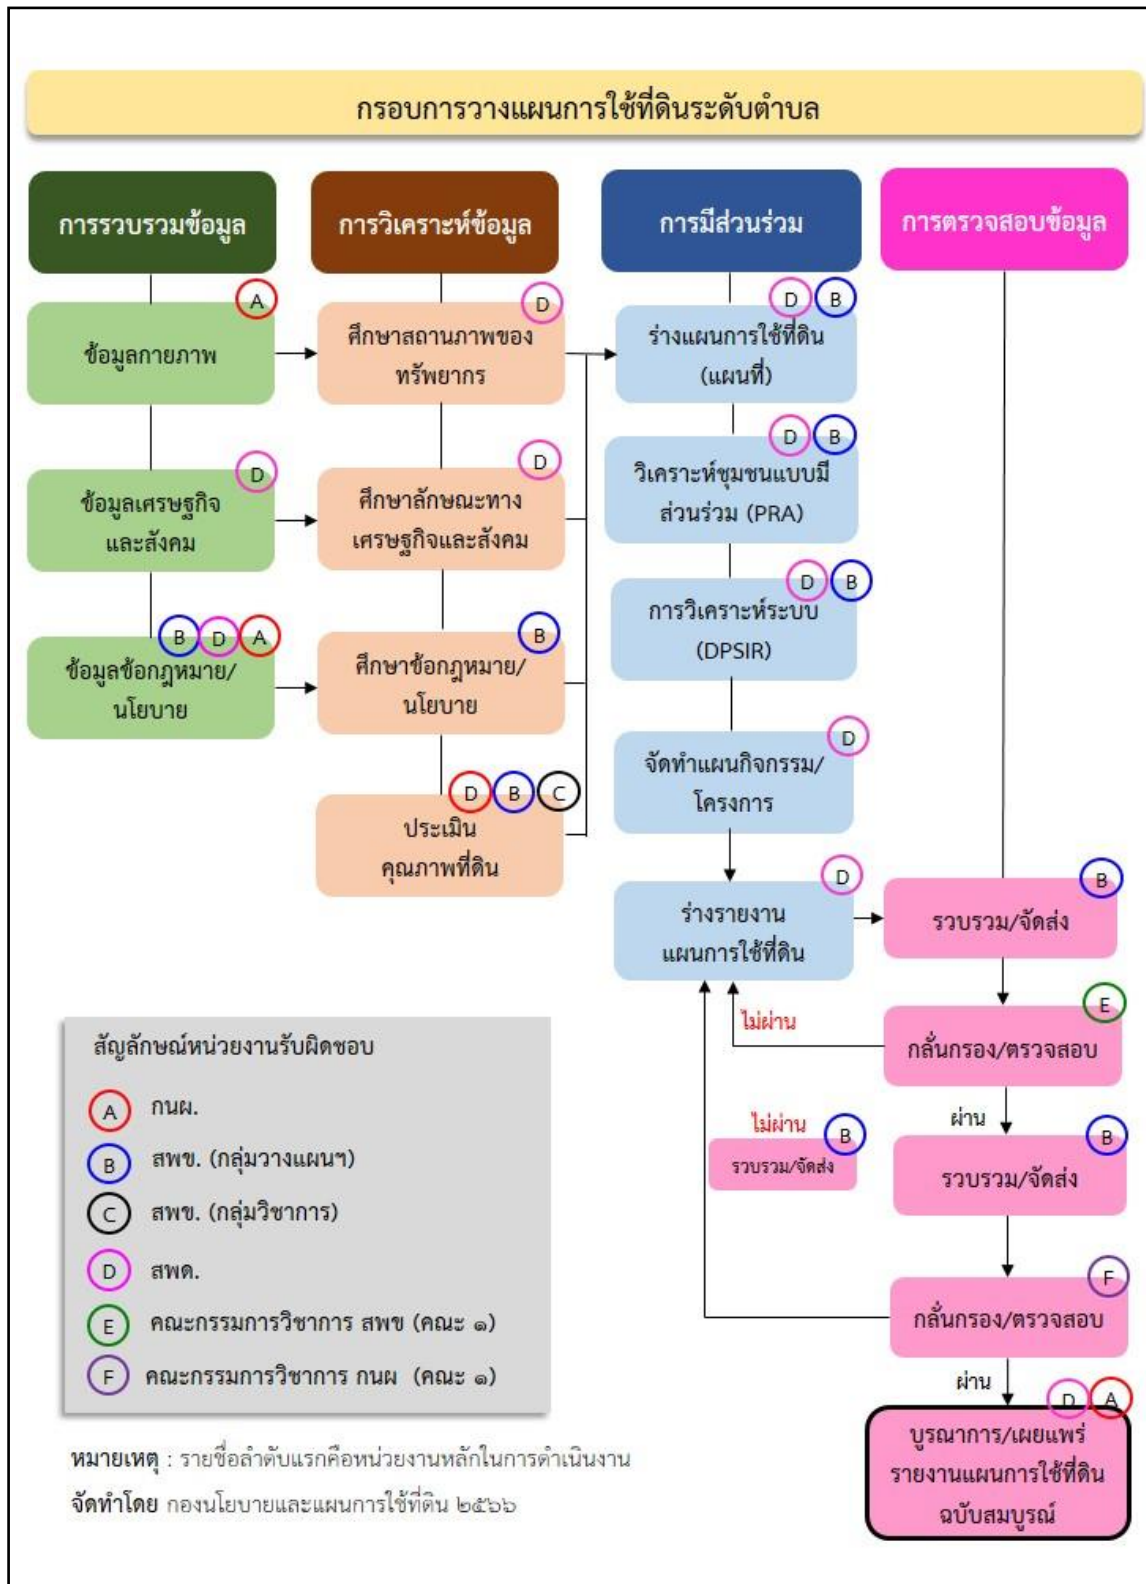 กรอบการวางแผนการใช้ที่ดินระดับตำบล
การรวบรวมข้อมูล
A
ข้อมูลกายภาพ
D
ข้อมูลเศรษฐกิจ
และสังคม
B D A
ข้อมูลข้อกฎหมาย/
นโยบาย
การวิเคราะห์ข้อมูล
D
ศึกษาสถานภาพของ
ทรัพยากร
D
ศึกษาลักษณะทาง
เศรษฐกิจและสังคม
B
ศึกษาข้อกฎหมาย/
นโยบาย
D B C
ประเมิน
คุณภาพที่ดิน
การมีส่วนร่วม
D B
ร่างแผนการใช้ที่ดิน
(แผนที่)
D B
วิเคราะห์ชุมชนแบบมี
ส่วนร่วม (PRA)
D B
การวิเคราะห์ระบบ
(DPSIR)
D
จัดทำแผนกิจกรรม/
โครงการ
D
ร่างรายงาน
แผนการใช้ที่ดิน
การตรวจสอบข้อมูล
B
รวบรวม/จัดส่ง
E
กลั่นกรอง/ตรวจสอบ
ไม่ผ่าน
ผ่าน
B
รวบรวม/จัดส่ง
ไม่ผ่าน
B
รวบรวม/จัดส่ง
F
กลั่นกรอง/ตรวจสอบ
ผ่าน
D A
บูรณาการ/เผยแพร่
รายงานแผนการใช้ที่ดิน
ฉบับสมบูรณ์
สัญลักษณ์หน่วยงานรับผิดชอบ
A กนผ.
B สพข. (กลุ่มวางแผนฯ)
C สพข. (กลุ่มวิชาการ)
D สพด.
E คณะกรรมการวิชาการ สพข (คณะ ๑)
F คณะกรรมการวิชาการ กนผ (คณะ ๑)
หมายเหตุ : รายชื่อลำดับแรกคือหน่วยงานหลักในการดำเนินงาน
จัดทำโดย กองนโยบายและแผนการใช้ที่ดิน ๒๕๖๖